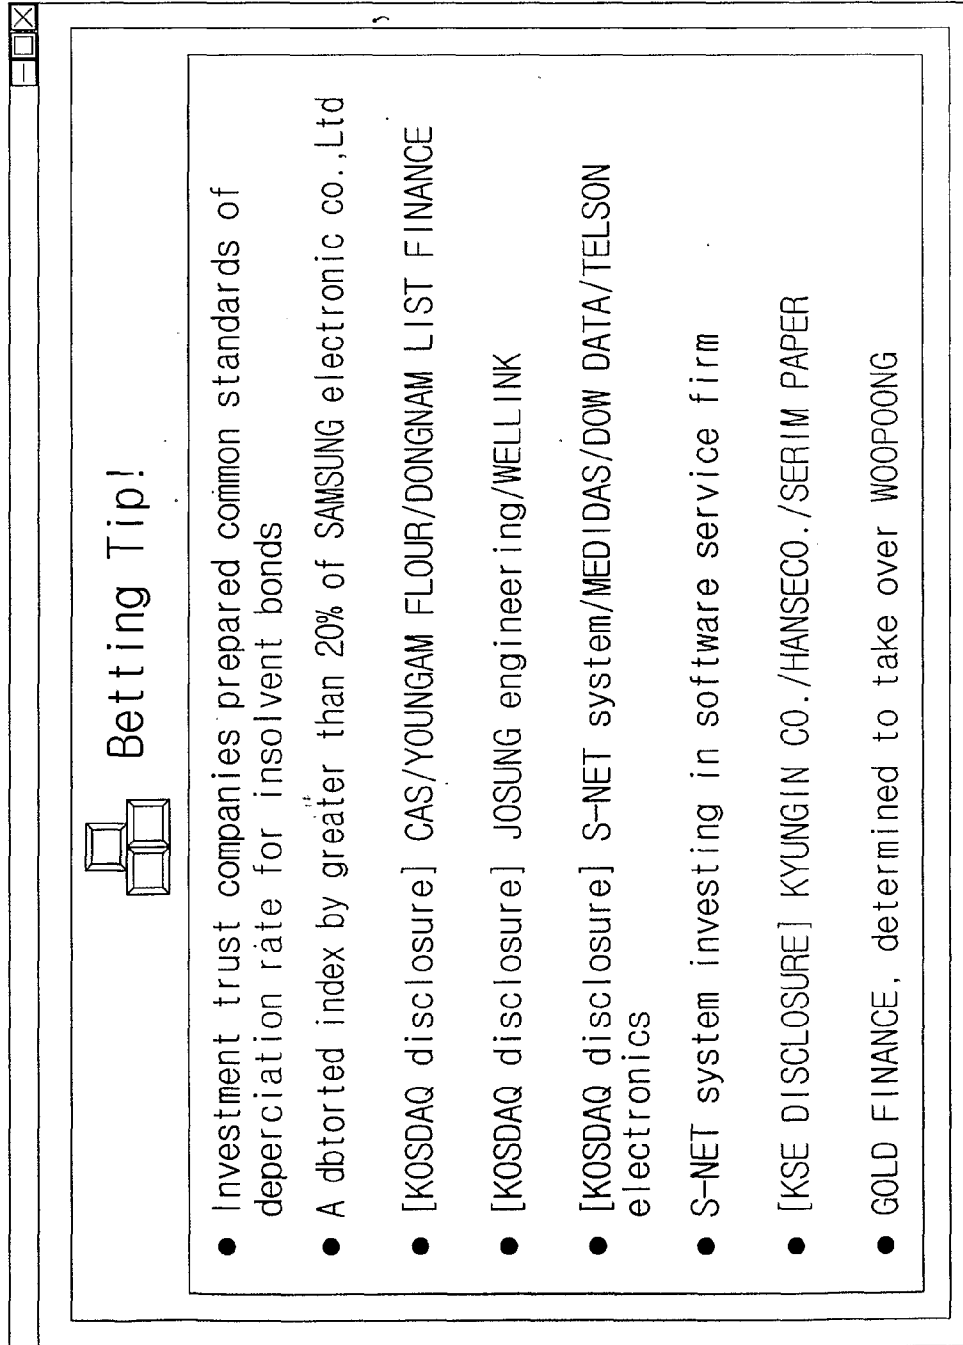 Betting Tip!
● Investment trust companies prepared common standards of
deperciation rate for insolvent bonds
● A dbtorted index by greater than 20% of SAMSUNG electronic co.,Ltd
● [KOSDAQ disclosure] CAS/YOUNGAM FLOUR/DONGNAM LIST FINANCE
● [KOSDAQ disclosure] JOSUNG engineering/WELLINK
● [KOSDAQ disclosure] S-NET system/MEDIDAS/DOW DATA/TELSON
electronics
● S-NET system investing in software service firm
● [KSE DISCLOSURE] KYUNGIN CO./HANSECO./SERIM PAPER
● GOLD FINANCE, determined to take over WOOPOONG